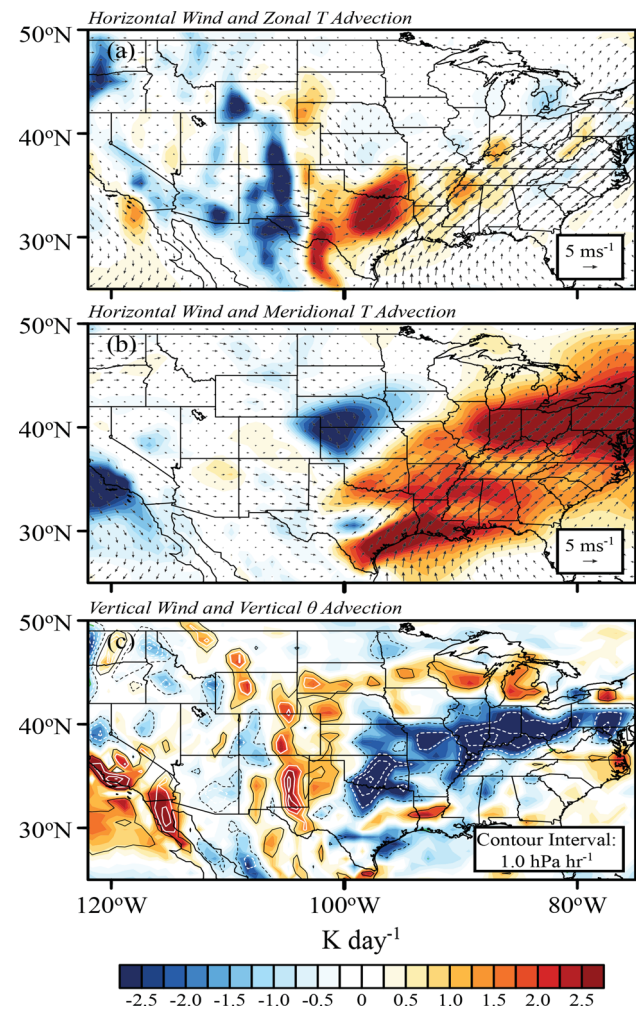 Horizontal Wind and Zonal T Advection
50°N
(a)
40°N
30°N
5 ms⁻¹
Horizontal Wind and Meridional T Advection
50°N
(b)
40°N
30°N
5 ms⁻¹
Vertical Wind and Vertical θ Advection
50°N
(c)
40°N
30°N
Contour Interval:
1.0 hPa hr⁻¹
120°W 100°W 80°W
K day⁻¹
-2.5 -2.0 -1.5 -1.0 -0.5 0 0.5 1.0 1.5 2.0 2.5